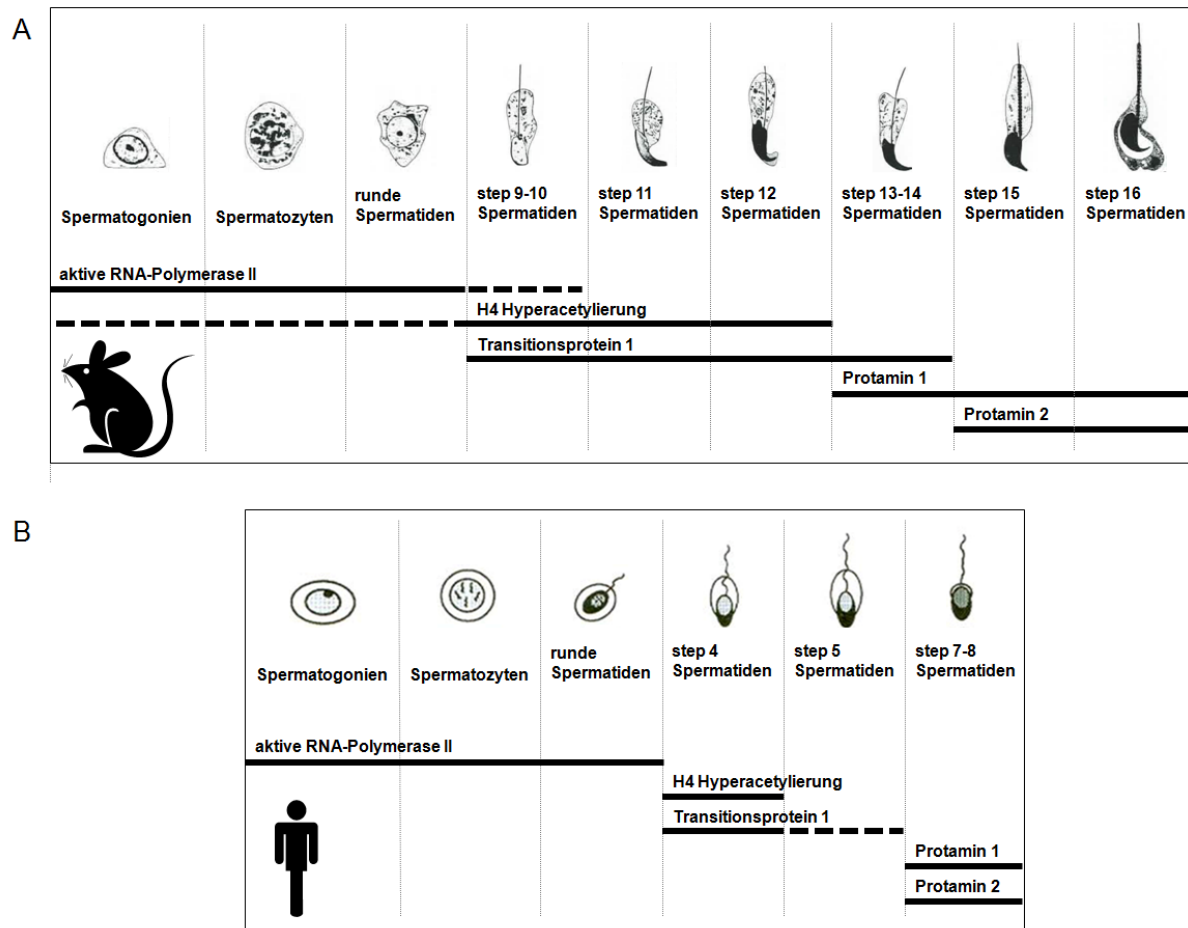 A
Spermatogonien
Spermatozyten
runde
Spermatiden
step 9-10
Spermatiden
step 11
Spermatiden
step 12
Spermatiden
step 13-14
Spermatiden
step 15
Spermatiden
step 16
Spermatiden
aktive RNA-Polymerase II
H4 Hyperacetylierung
Transitionsprotein 1
Protamin 1
Protamin 2
B
Spermatogonien
Spermatozyten
runde
Spermatiden
step 4
Spermatiden
step 5
Spermatiden
step 7-8
Spermatiden
aktive RNA-Polymerase II
H4 Hyperacetylierung
Transitionsprotein 1
Protamin 1
Protamin 2